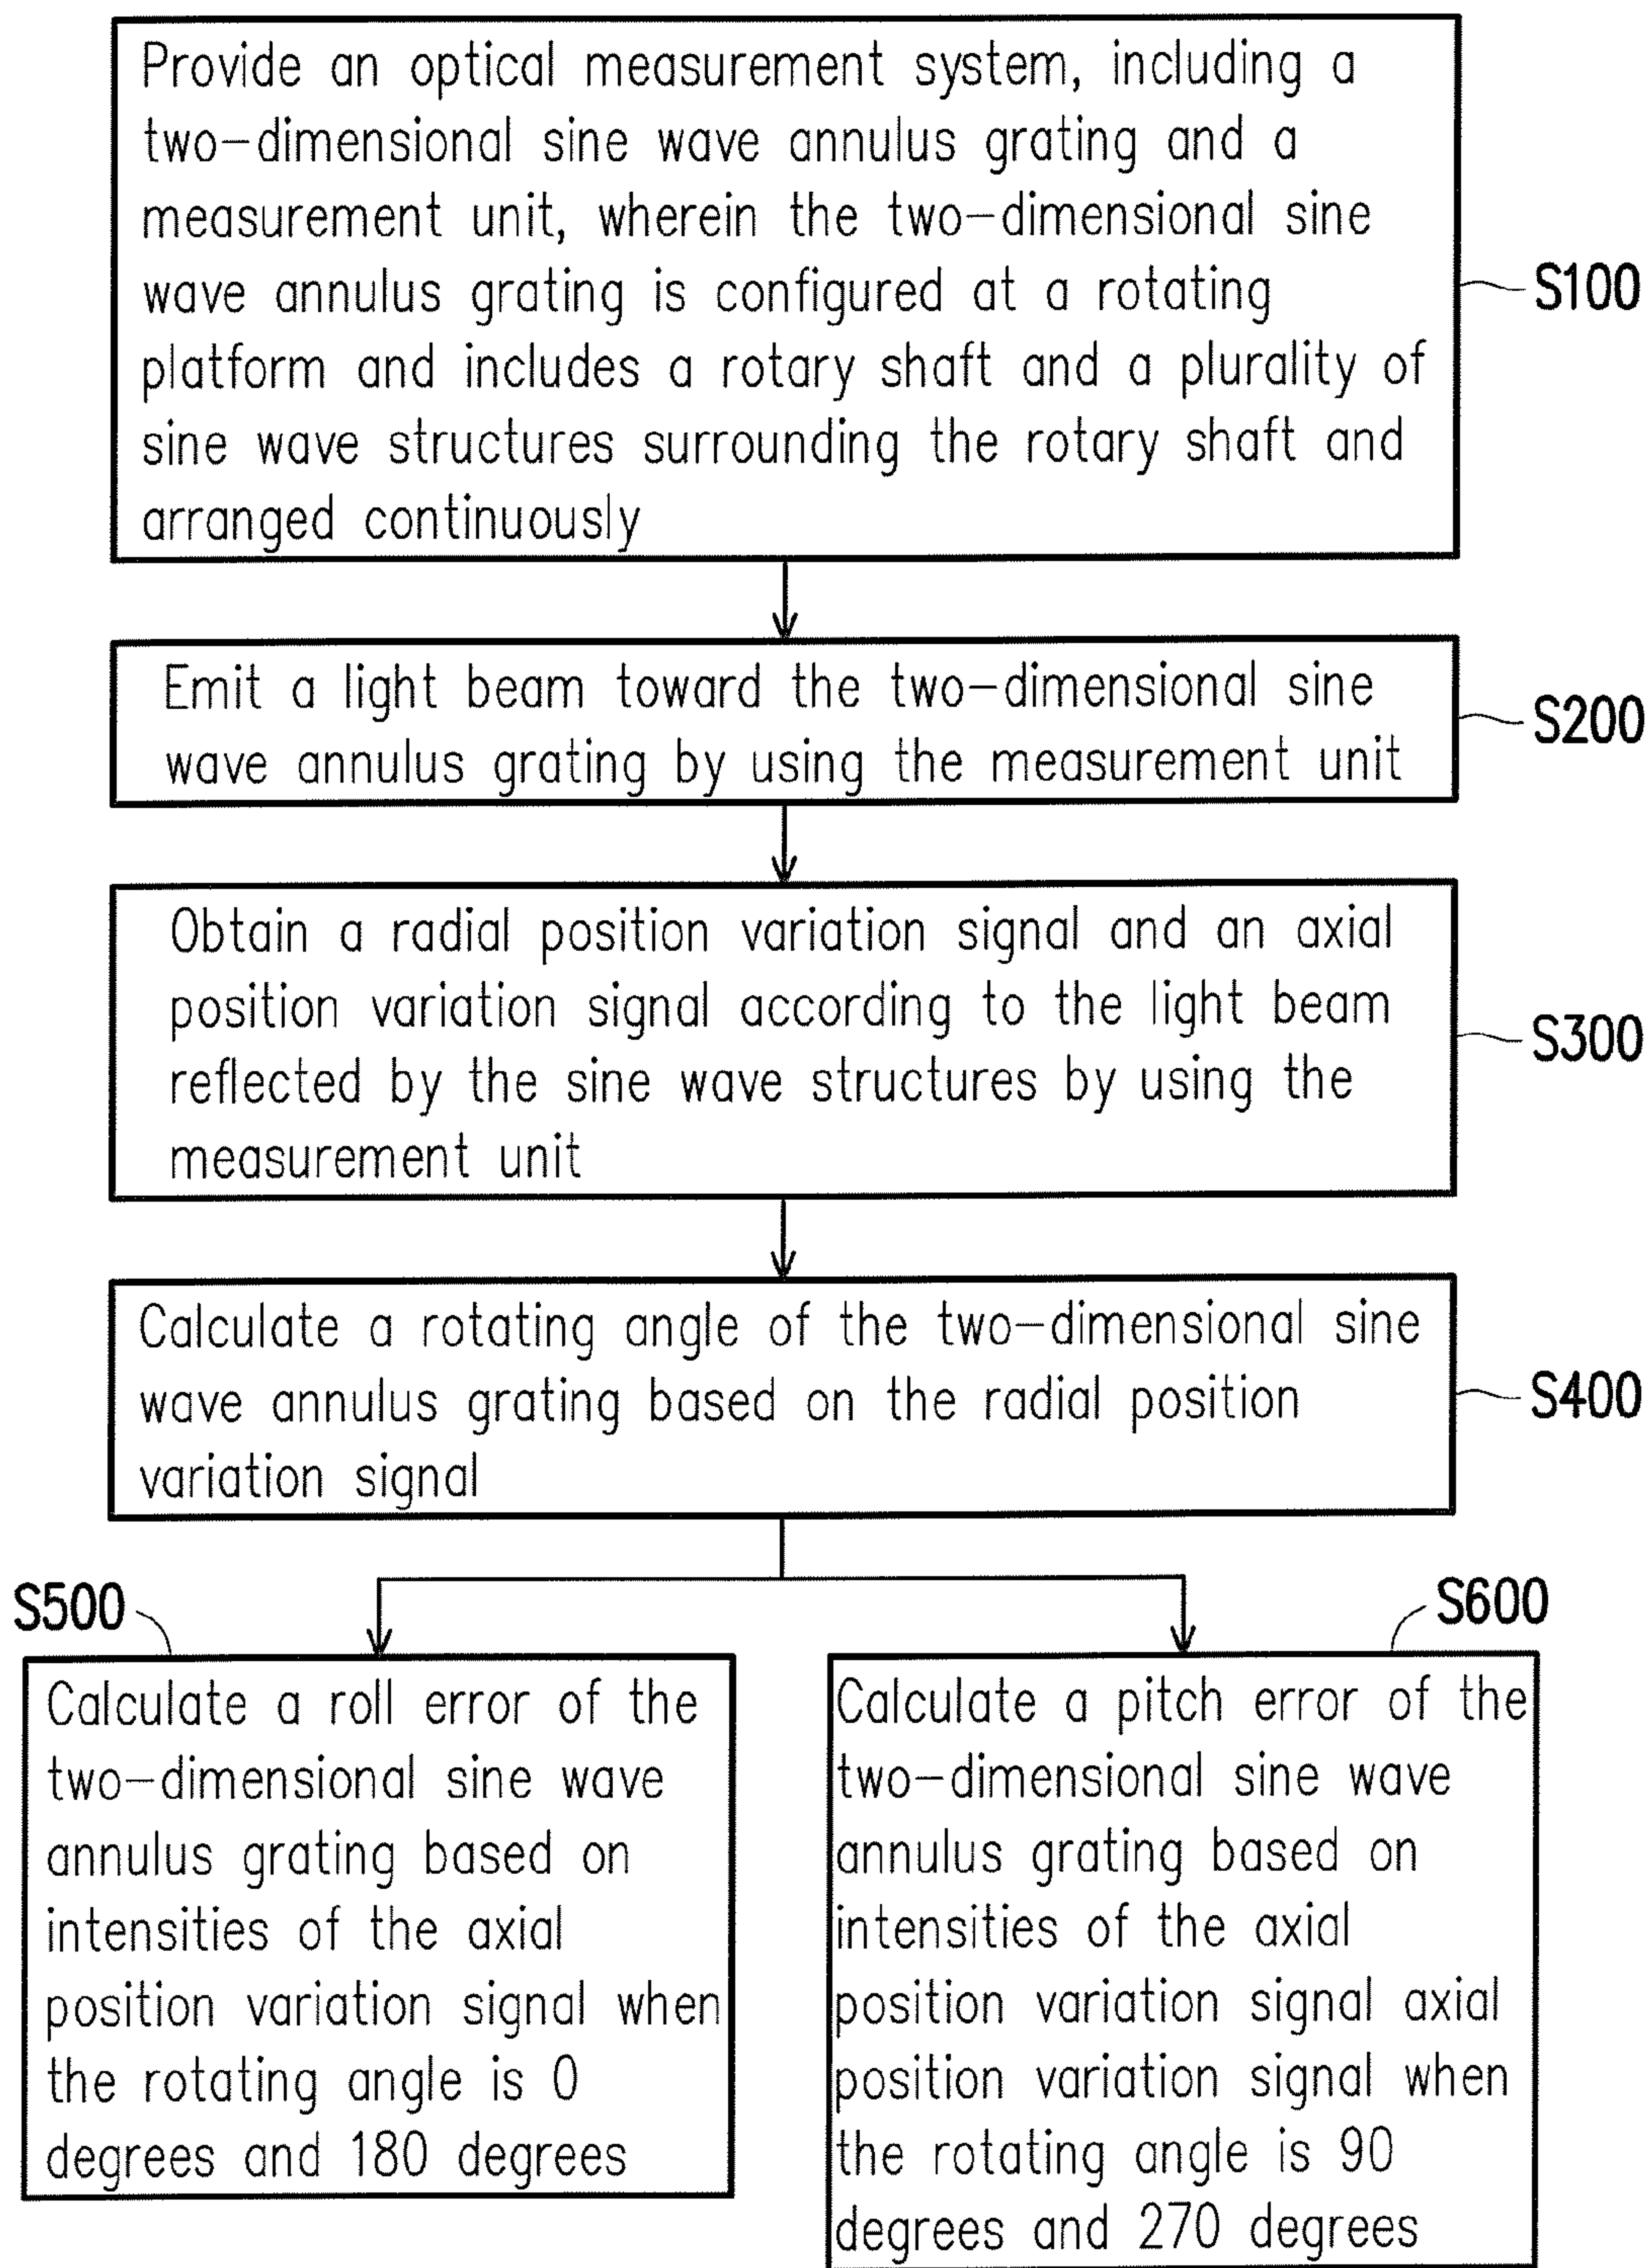 Provide an optical measurement system, including a
two-dimensional sine wave annulus grating and a
measurement unit, wherein the two-dimensional sine
wave annulus grating is configured at a rotating
platform and includes a rotary shaft and a plurality of
sine wave structures surrounding the rotary shaft and
arranged continuously
S100
Emit a light beam toward the two-dimensional sine
wave annulus grating by using the measurement unit
S200
Obtain a radial position variation signal and an axial
position variation signal according to the light beam
reflected by the sine wave structures by using the
measurement unit
S300
Calculate a rotating angle of the two-dimensional sine
wave annulus grating based on the radial position
variation signal
S400
S500
Calculate a roll error of the
two-dimensional sine wave
annulus grating based on
intensities of the axial
position variation signal when
the rotating angle is 0
degrees and 180 degrees
S600
Calculate a pitch error of the
two-dimensional sine wave
annulus grating based on
intensities of the axial
position variation signal axial
position variation signal when
the rotating angle is 90
degrees and 270 degrees